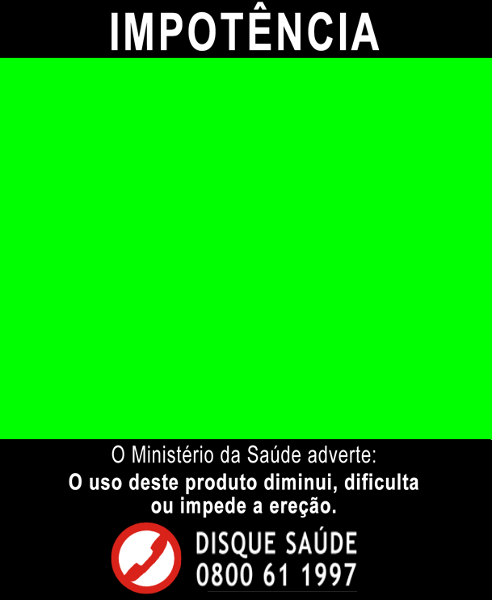 IMPOTÊNCIA
O Ministério da Saúde adverte:
O uso deste produto diminui, dificulta
ou impede a ereção.
DISQUE SAÚDE
0800 61 1997